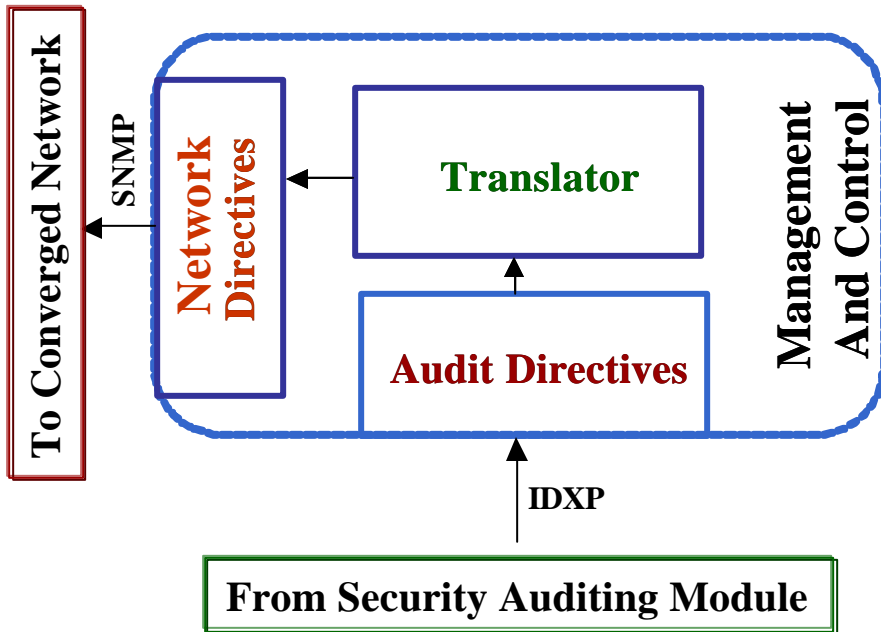 To Converged Network
SNMP
Network
Directives
Translator
Management
And Control
Audit Directives
IDXP
From Security Auditing Module